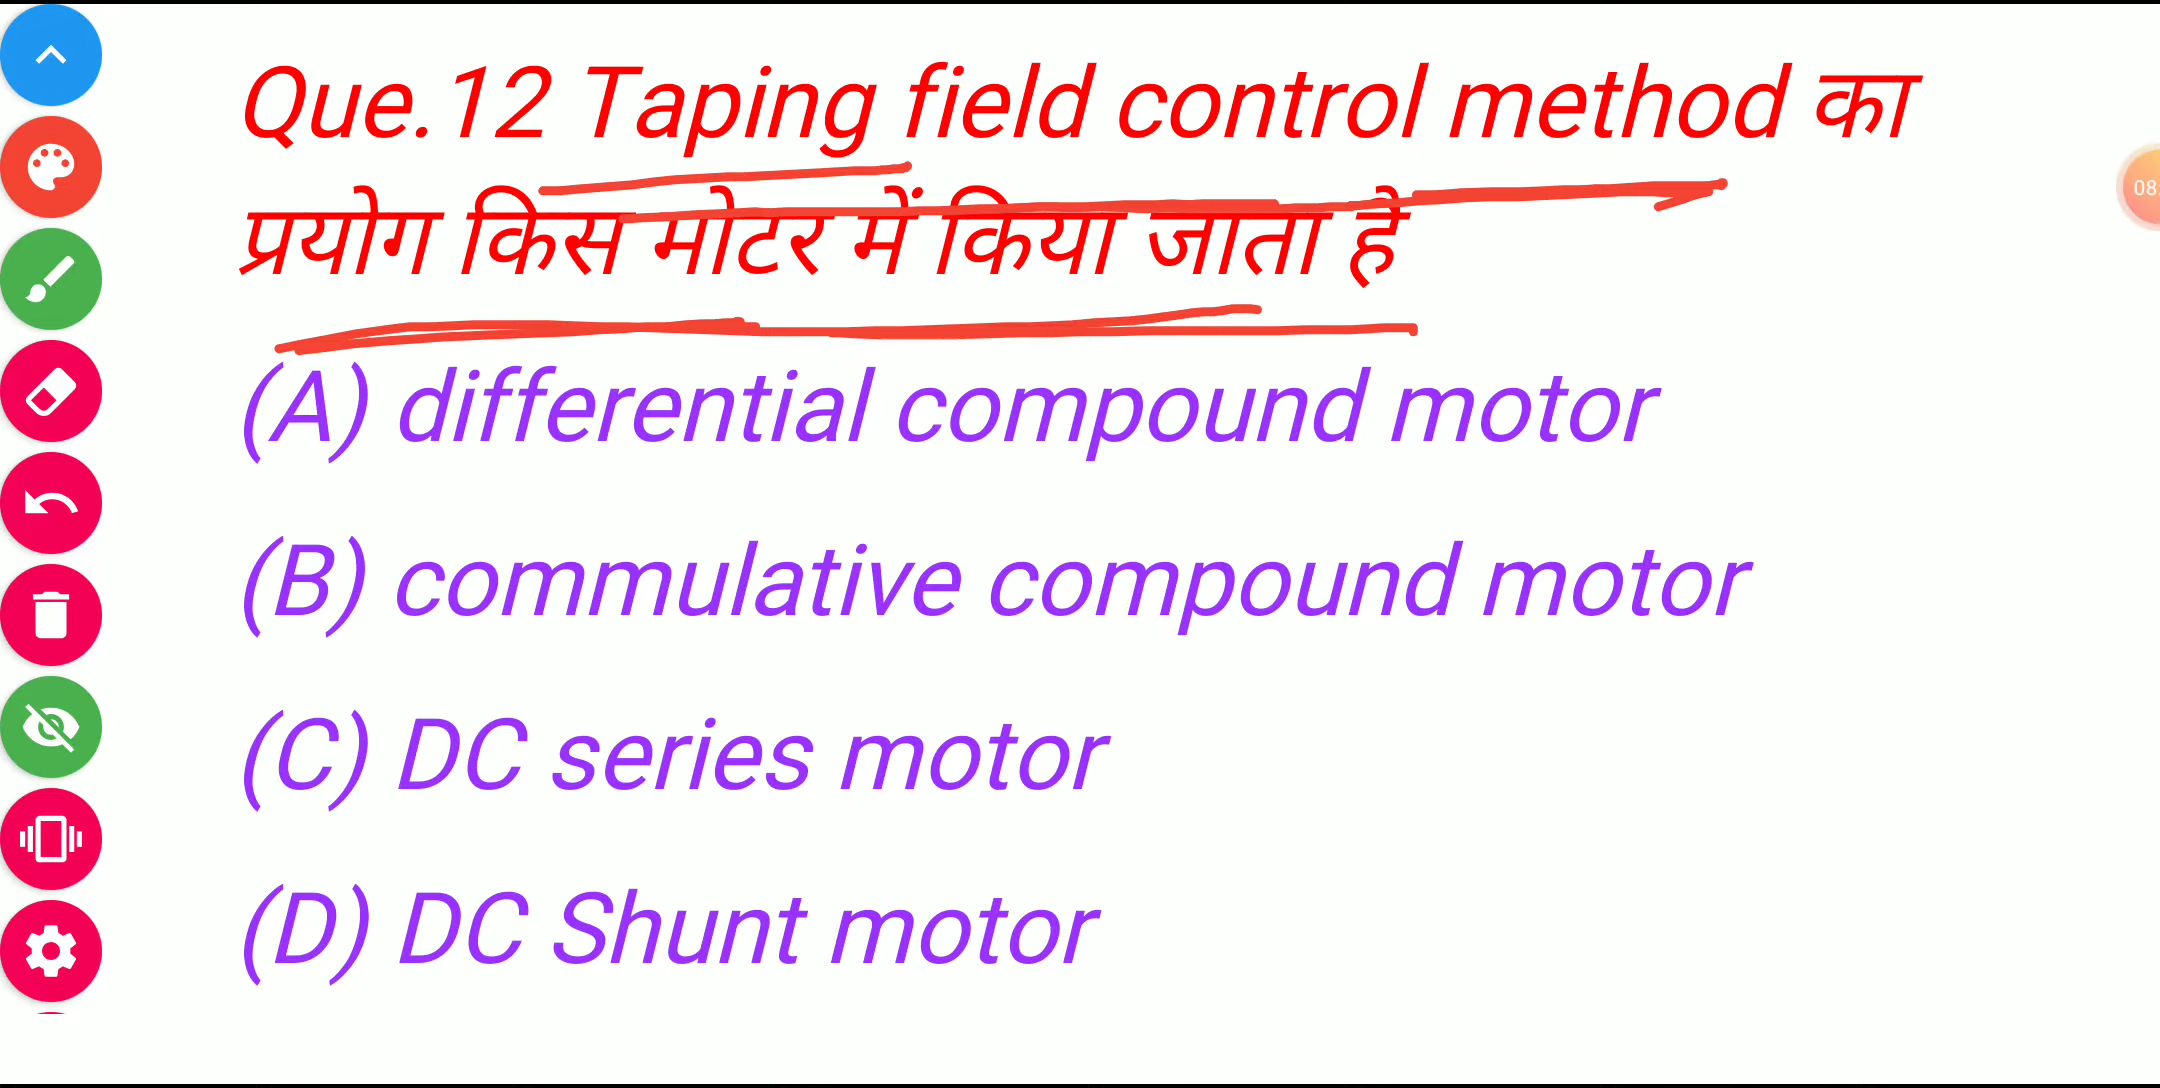 Que.12 Taping field control method का
प्रयोग किस मोटर में किया जाता है
(A) differential compound motor
(B) commulative compound motor
(C) DC series motor
(D) DC Shunt motor